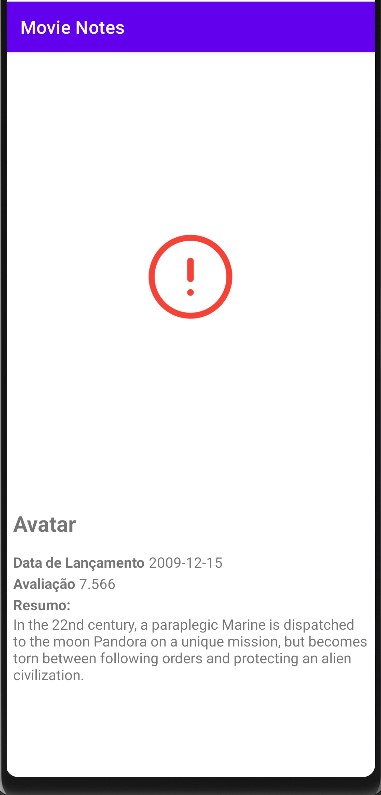 Movie Notes
Avatar
Data de Lançamento 2009-12-15
Avaliação 7.566
Resumo:
In the 22nd century, a paraplegic Marine is dispatched
to the moon Pandora on a unique mission, but becomes
torn between following orders and protecting an alien
civilization.